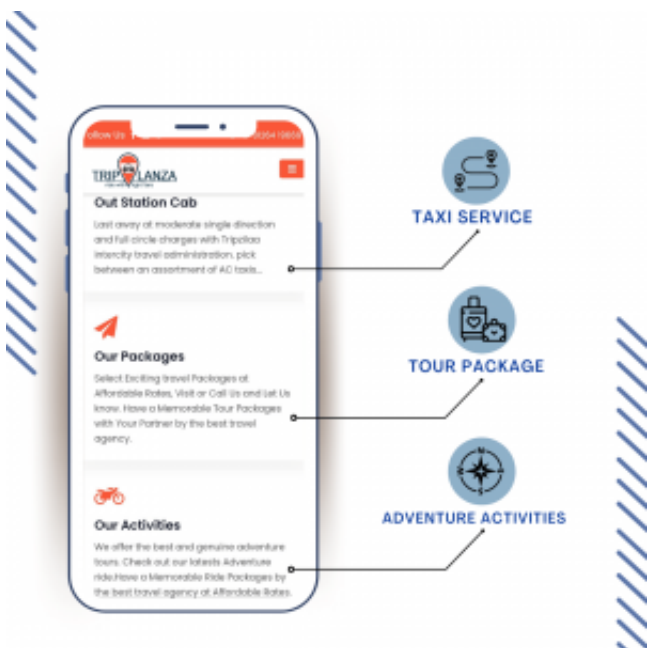 ollow Us
TRIP LANZA
Out Station Cab
Last away at moderate single direction
and full circle charges with Tripzilaa
intercity travel administration. pick
between an assortment of AC taxis...
Our Packages
Select Exciting travel Packages at
Affordable Rates, Visit or Call Us and Let Us
know. Have a Memorable Tour Packages
with Your Partner by the best travel
agency.
Our Activities
We offer the best and genuine adventure
tours. Check out our latests Adventure
ride.Have a Memorable Ride Packages by
the best travel agency at Affordable Rates.
TAXI SERVICE
TOUR PACKAGE
N
W
E
S
ADVENTURE ACTIVITIES